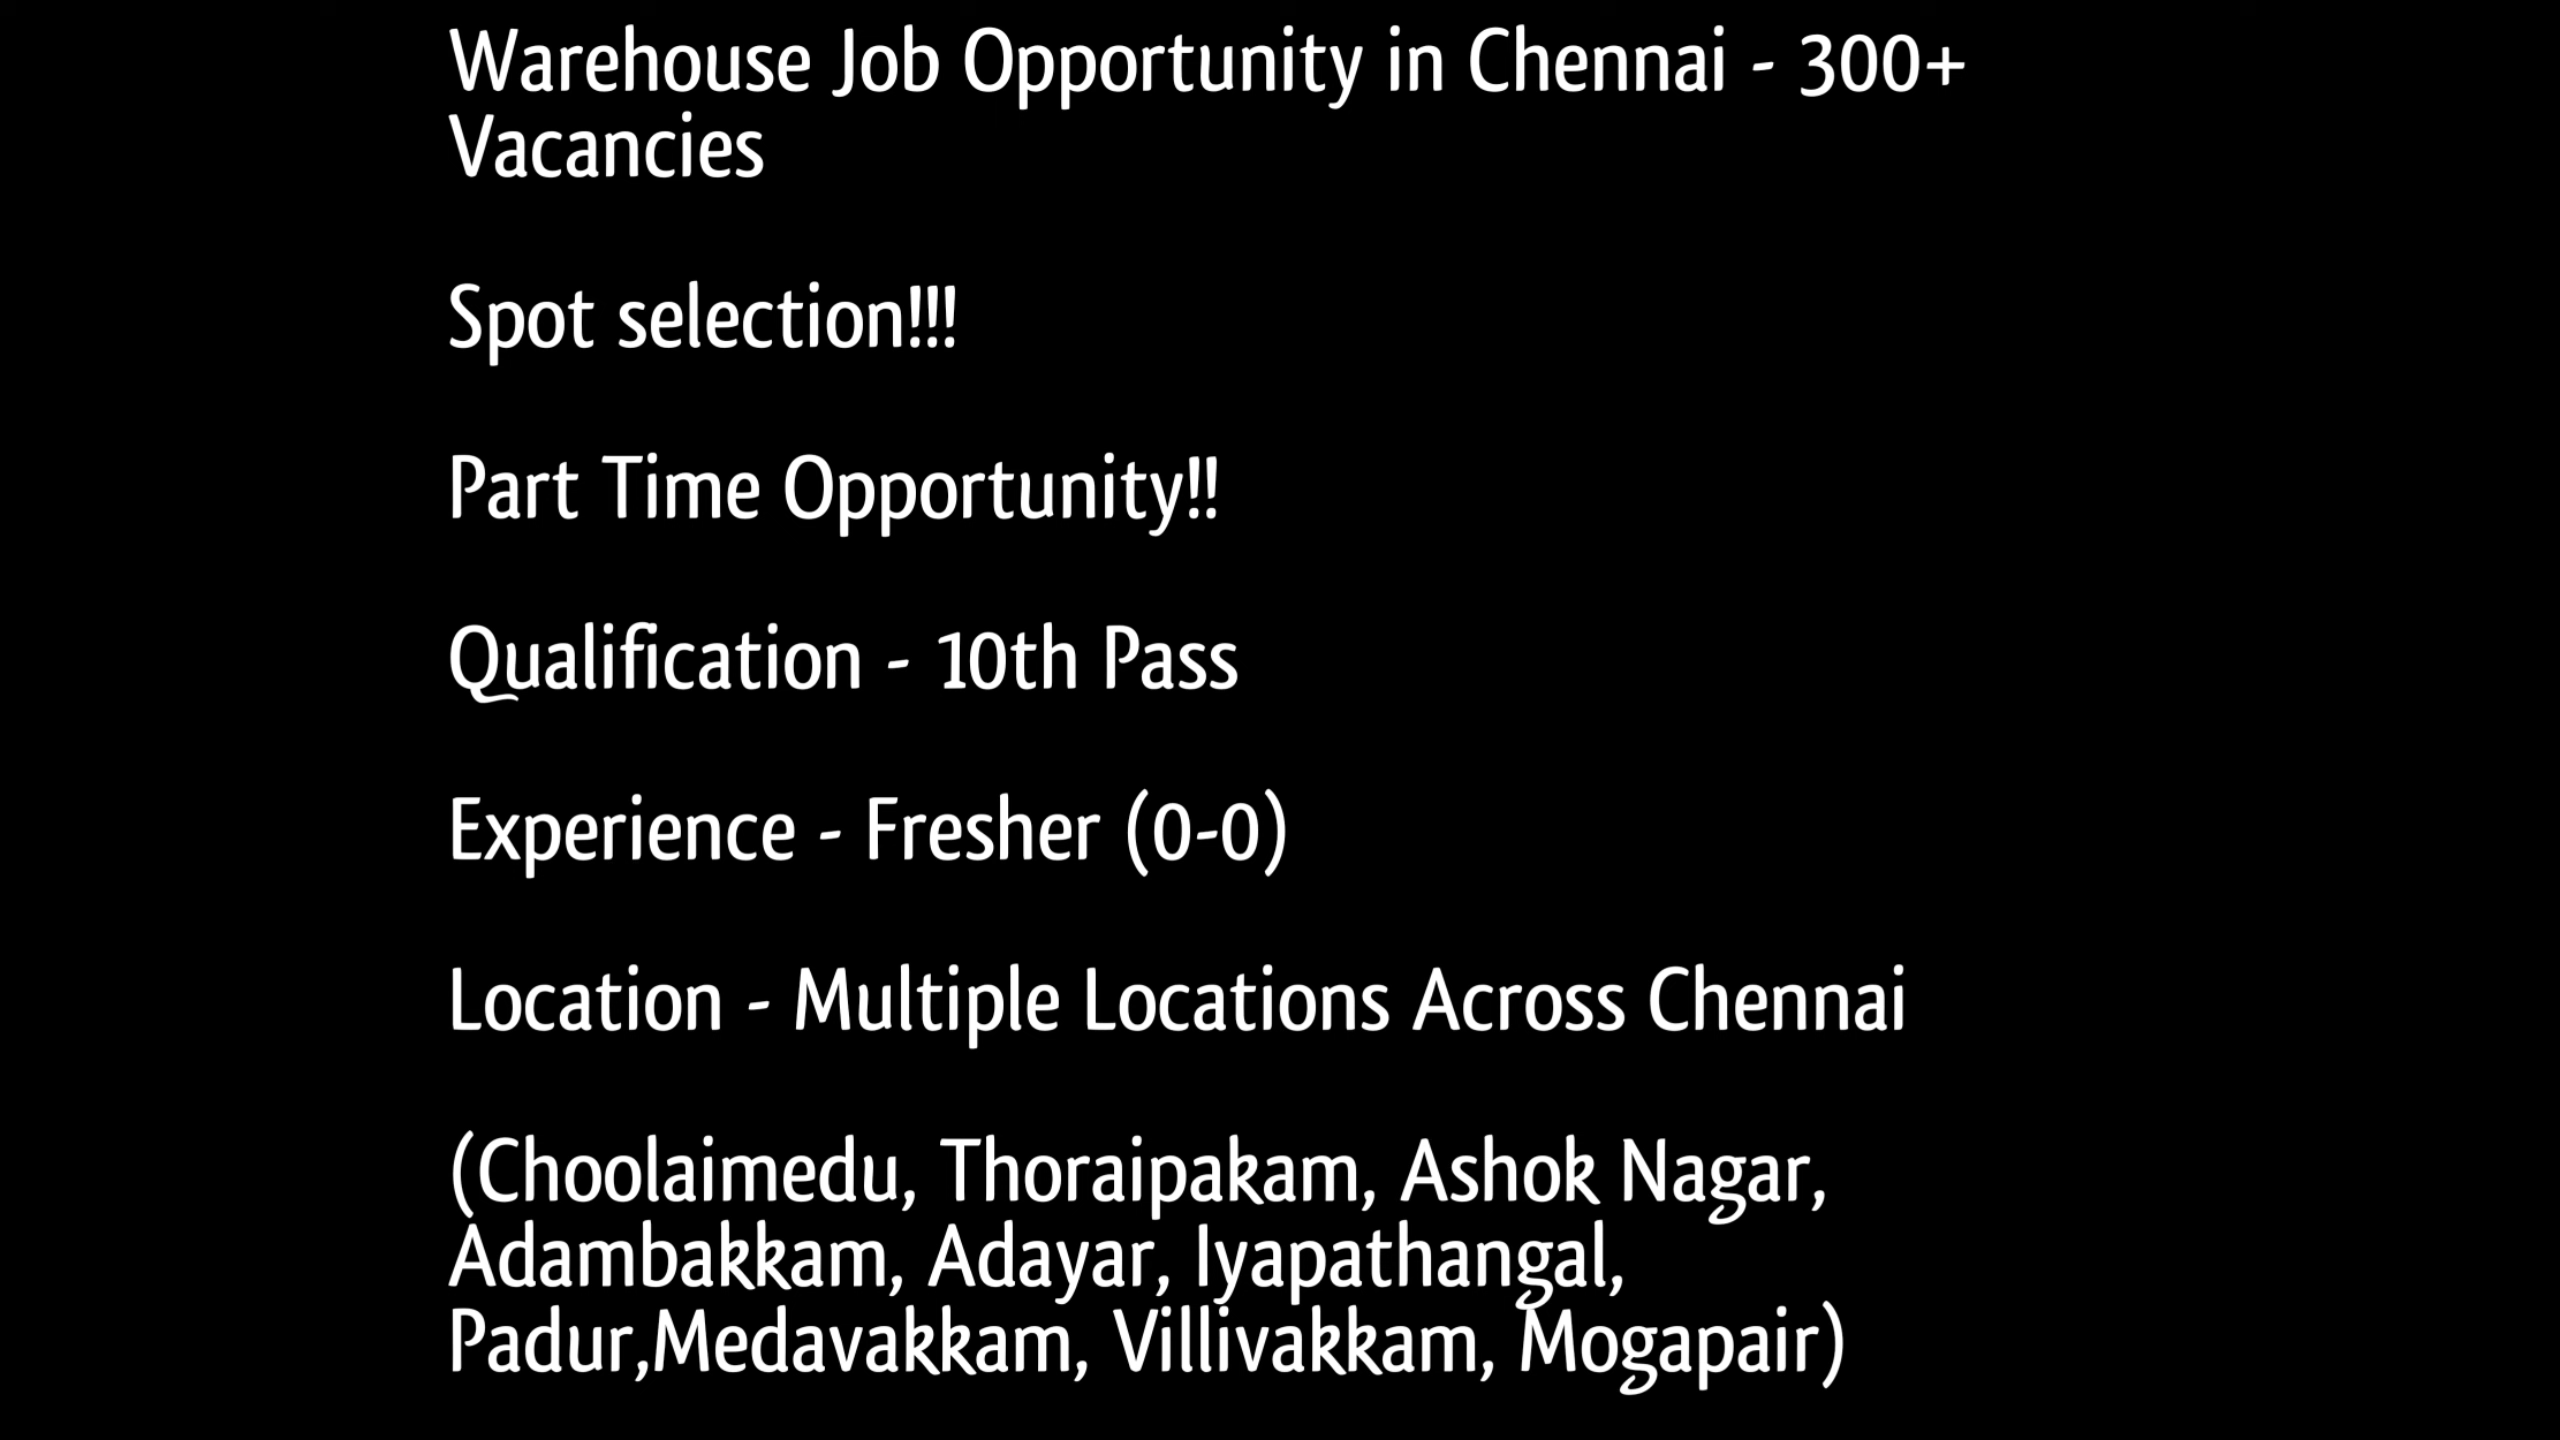 Warehouse Job Opportunity in Chennai - 300+
Vacancies
Spot selection!!!
Part Time Opportunity!!
Qualification - 10th Pass
Experience - Fresher (0-0)
Location - Multiple Locations Across Chennai
(Choolaimedu, Thoraipakam, Ashok Nagar,
Adambakkam, Adayar, Iyapathangal,
Padur,Medavakkam, Villivakkam, Mogapair)